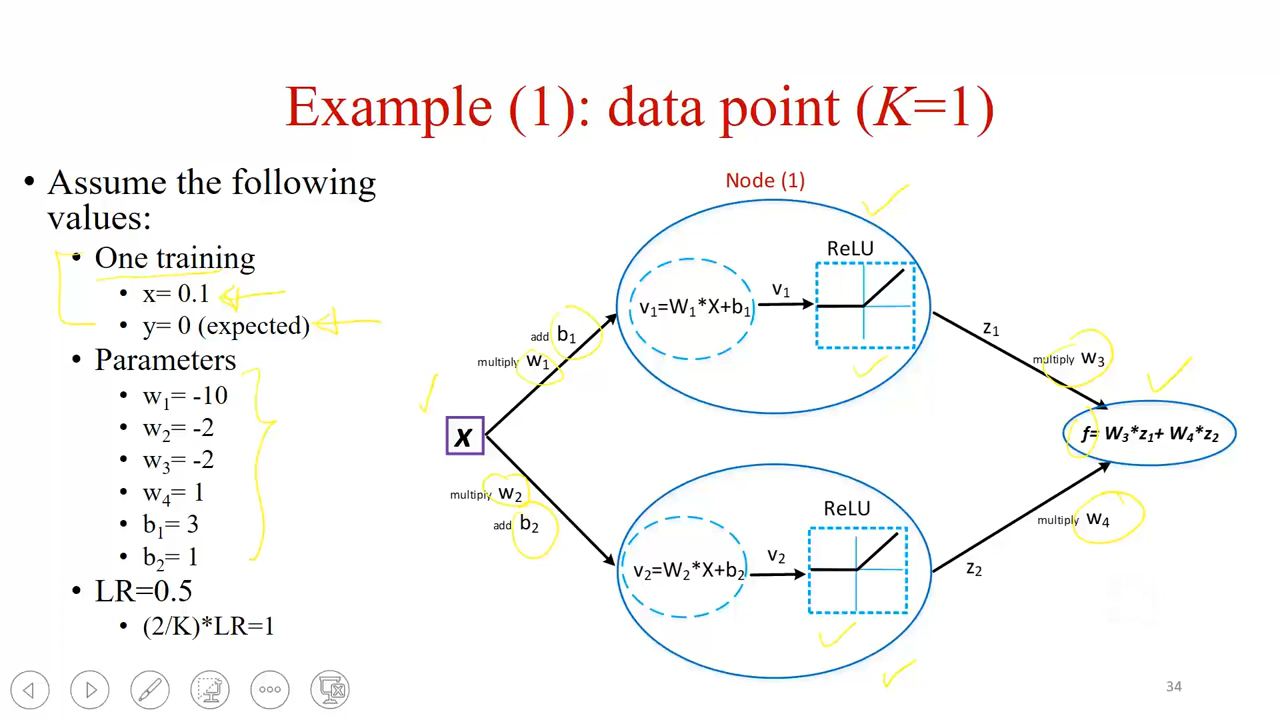 Example (1): data point (K=1)
• Assume the following
values:
• One training
• x= 0.1
• y= 0 (expected)
• Parameters
• w₁= -10
• w₂= -2
• w₃= -2
• w₄= 1
• b₁= 3
• b₂= 1
• LR=0.5
• (2/K)*LR=1
Node (1)
ReLU
v₁=W₁*X+b₁
v₁
add b₁
multiply w₁
z₁
multiply w₃
X
f= W₃*z₁+ W₄*z₂
multiply w₂
add b₂
ReLU
v₂=W₂*X+b₂
v₂
z₂
multiply w₄
34